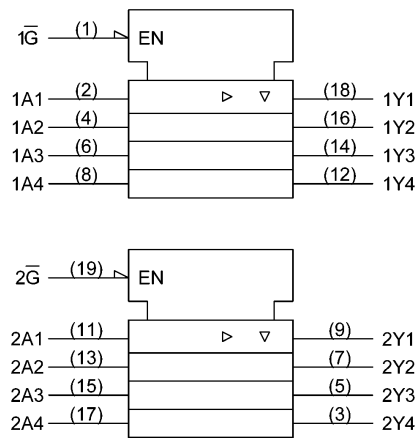 1G̅ (1) EN
1A1 (2) (18) 1Y1
1A2 (4) (16) 1Y2
1A3 (6) (14) 1Y3
1A4 (8) (12) 1Y4
2G̅ (19) EN
2A1 (11) (9) 2Y1
2A2 (13) (7) 2Y2
2A3 (15) (5) 2Y3
2A4 (17) (3) 2Y4